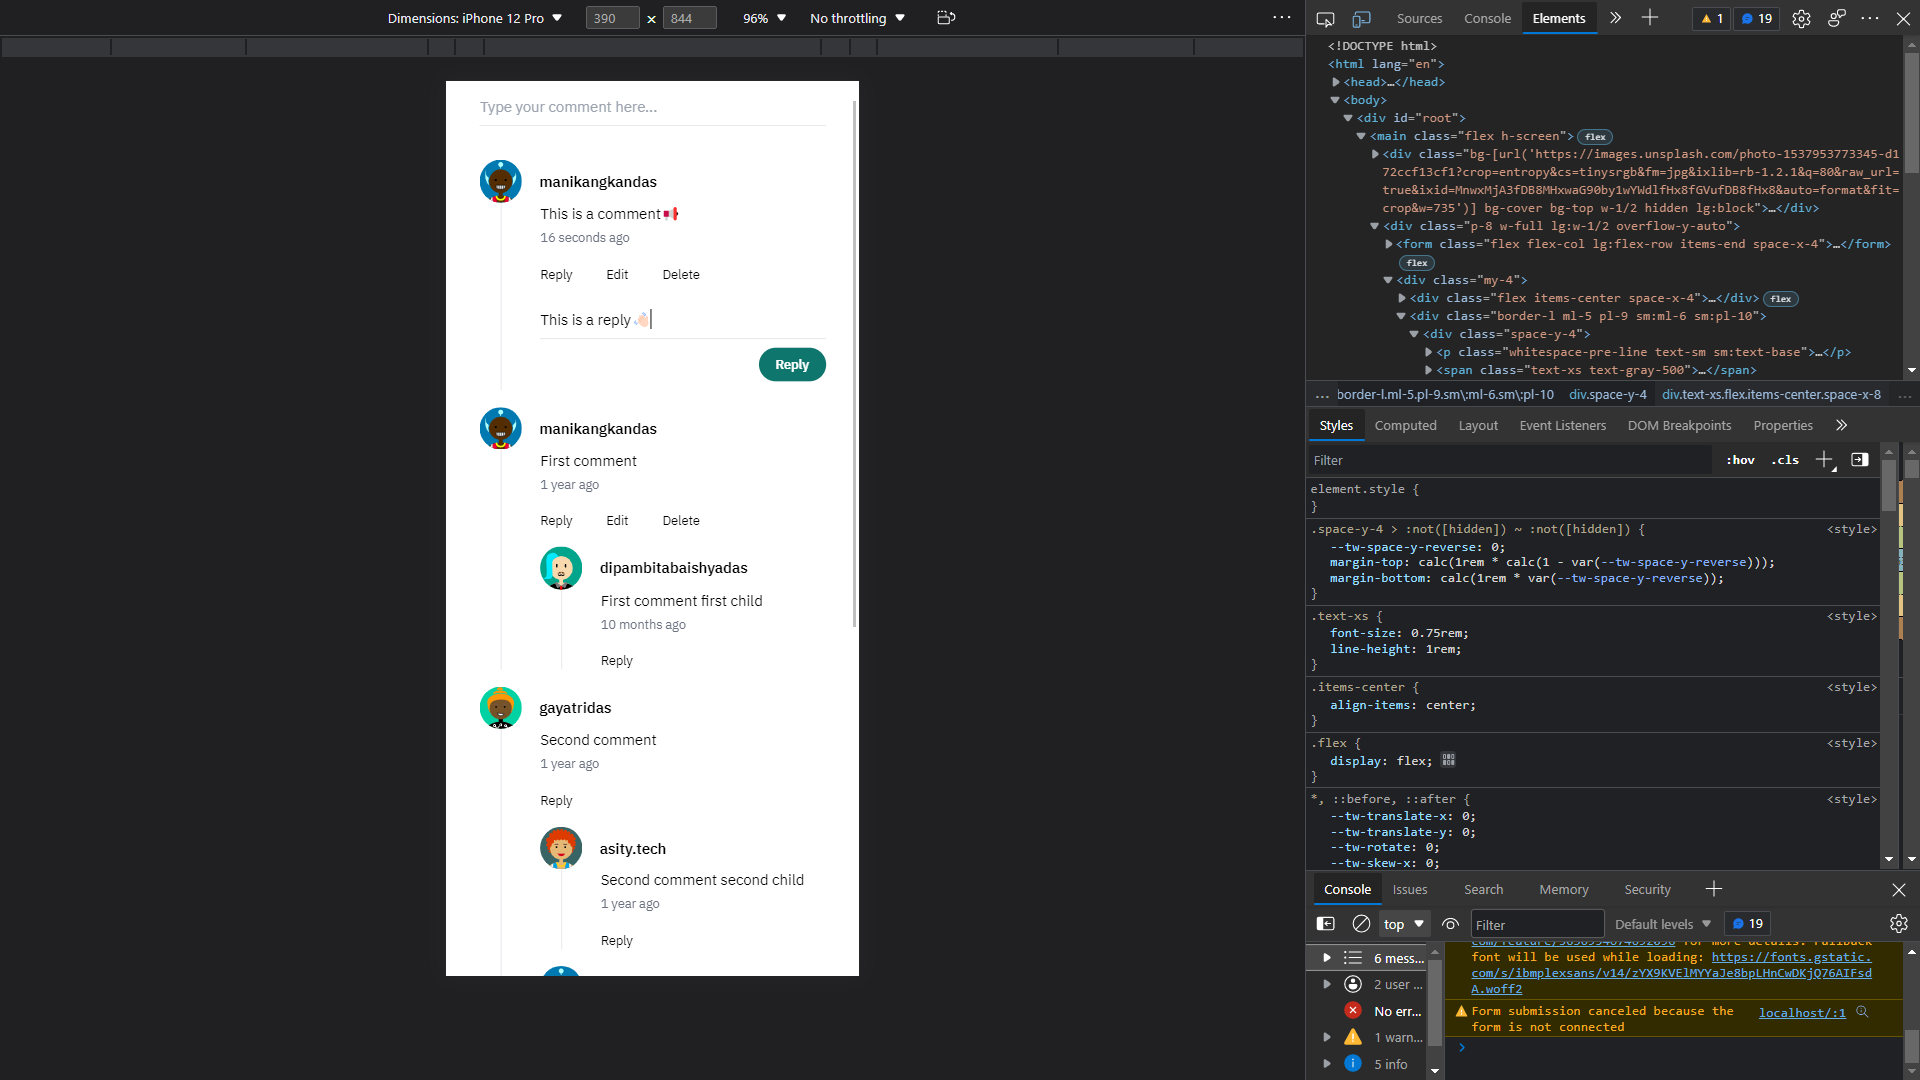 Dimensions: iPhone 12 Pro 390 x 844 96% No throttling
Type your comment here...
manikangkandas
This is a comment📢
16 seconds ago
Reply Edit Delete
This is a reply👏🏻
Reply
manikangkandas
First comment
1 year ago
Reply Edit Delete
dipambitabaishyadas
First comment first child
10 months ago
Reply
gayatridas
Second comment
1 year ago
Reply
asity.tech
Second comment second child
1 year ago
Reply
Sources Console Elements 1 19
<!DOCTYPE html>
<html lang="en">
<head>…</head>
<body>
<div id="root">
<main class="flex h-screen"> flex
<div class="bg-[url('https://images.unsplash.com/photo-1537953773345-d1
72ccf13cf1?crop=entropy&cs=tinysrgb&fm=jpg&ixlib=rb-1.2.1&q=80&raw_url=
true&ixid=MnwxMjA3fDB8MHxwaG90by1wYWdlfHx8fGVufDB8fHx8&auto=format&fit=
crop&w=735')] bg-cover bg-top w-1/2 hidden lg:block">…</div>
<div class="p-8 w-full lg:w-1/2 overflow-y-auto">
<form class="flex flex-col lg:flex-row items-end space-x-4">…</form>
flex
<div class="my-4">
<div class="flex items-center space-x-4">…</div> flex
<div class="border-l ml-5 pl-9 sm:ml-6 sm:pl-10">
<div class="space-y-4">
<p class="whitespace-pre-line text-sm sm:text-base">…</p>
<span class="text-xs text-gray-500">…</span>
… border-l.ml-5.pl-9.sm\:ml-6.sm\:pl-10 div.space-y-4 div.text-xs.flex.items-center.space-x-8 …
Styles Computed Layout Event Listeners DOM Breakpoints Properties
Filter :hov .cls
element.style {
}
.space-y-4 > :not([hidden]) ~ :not([hidden]) { <style>
--tw-space-y-reverse: 0;
margin-top: calc(1rem * calc(1 - var(--tw-space-y-reverse)));
margin-bottom: calc(1rem * var(--tw-space-y-reverse));
}
.text-xs { <style>
font-size: 0.75rem;
line-height: 1rem;
}
.items-center { <style>
align-items: center;
}
.flex { <style>
display: flex;
}
*, ::before, ::after { <style>
--tw-translate-x: 0;
--tw-translate-y: 0;
--tw-rotate: 0;
--tw-skew-x: 0;
Console Issues Search Memory Security
top Filter Default levels 19
6 mess...
2 user ...
No err...
1 warn...
5 info
for more details. Fallback
font will be used while loading: https://fonts.gstatic.
com/s/ibmplexsans/v14/zYX9KVElMYYaJe8bpLHnCwDKjQ76AIFsd
A.woff2
Form submission canceled because the localhost/:1
form is not connected